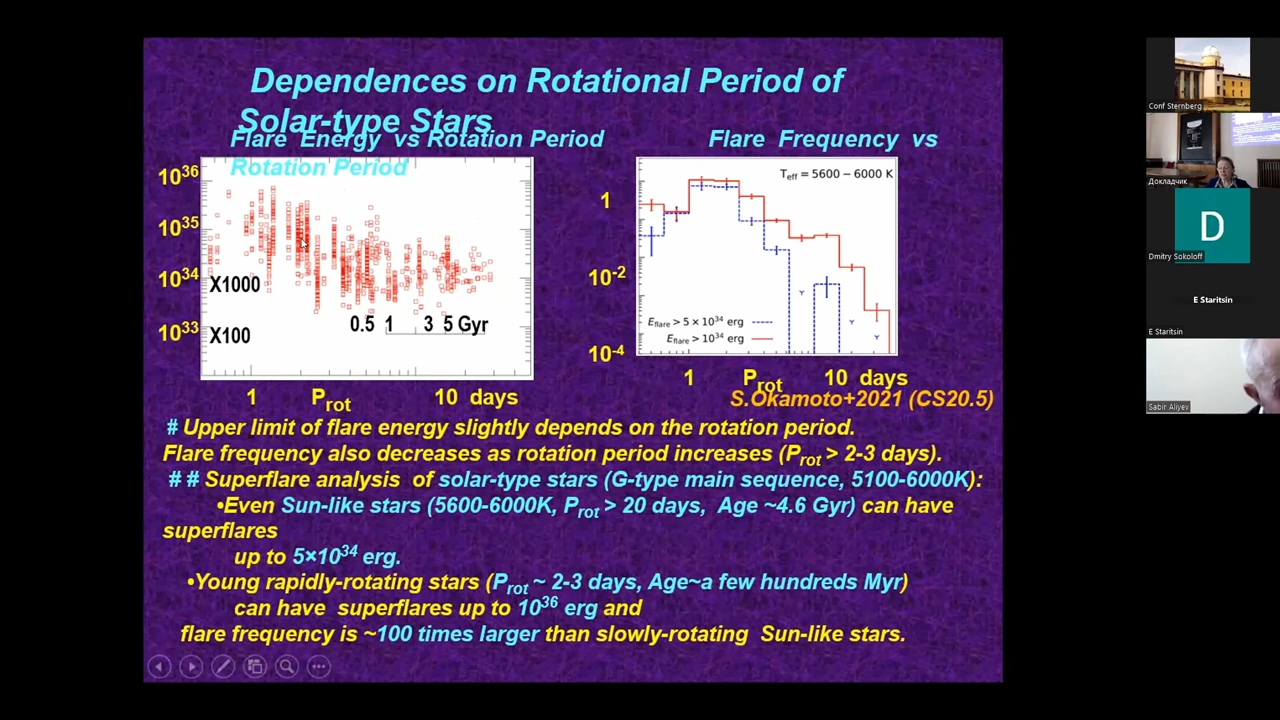 Dependences on Rotational Period of
Solar-type Stars
Flare Energy vs Rotation Period
Flare Frequency vs
Rotation Period
10^36
10^35
10^34
10^33
X1000
X100
0.5 1 3 5 Gyr
1 P_rot 10 days
1
10^-2
10^-4
T_eff = 5600 − 6000 K
E_flare > 5 × 10^34 erg
E_flare > 10^34 erg
1 P_rot 10 days
S.Okamoto+2021 (CS20.5)
# Upper limit of flare energy slightly depends on the rotation period.
Flare frequency also decreases as rotation period increases (P_rot > 2-3 days).
# # Superflare analysis of solar-type stars (G-type main sequence, 5100-6000K):
•Even Sun-like stars (5600-6000K, P_rot > 20 days, Age ~4.6 Gyr) can have
superflares
up to 5×10^34 erg.
•Young rapidly-rotating stars (P_rot ~ 2-3 days, Age~a few hundreds Myr)
can have superflares up to 10^36 erg and
flare frequency is ~100 times larger than slowly-rotating Sun-like stars.
Conf Sternberg
Докладчик
D
Dmitry Sokoloff
E Staritsin
E Staritsin
Sabir Aliyev